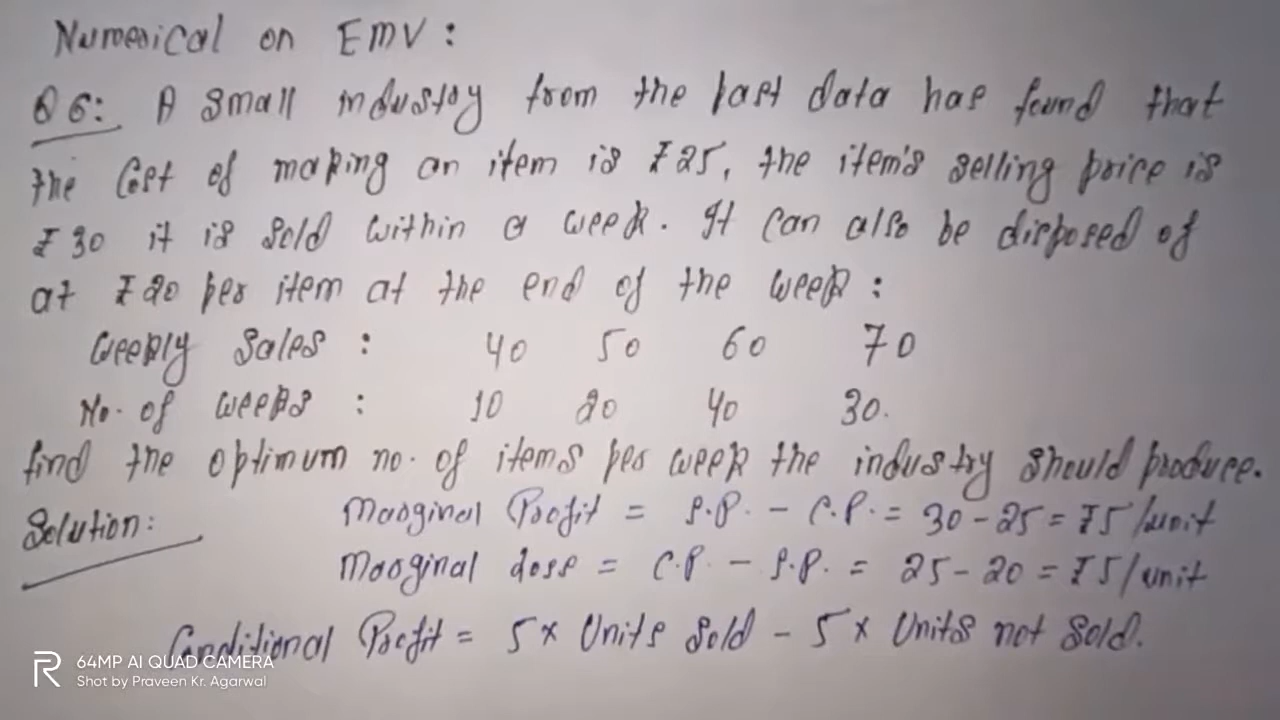 Numerical on EMV :
Q6: A small industry from the past data has found that
the Cost of making an item is ₹25, the item's selling price is
₹30 it is sold within a week. It can also be disposed of
at ₹20 per item at the end of the week :
Weekly Sales : 40 50 60 70
No. of weeks : 10 20 40 30.
find the optimum no. of items per week the industry should produce.
Solution: Marginal Profit = S.P. - C.P. = 30 - 25 = ₹5/unit
Marginal loss = C.P - S.P. = 25 - 20 = ₹5/unit
Conditional Profit = 5 × Units Sold - 5 × Units not Sold.
R 64MP AI QUAD CAMERA
Shot by Praveen Kr. Agarwal